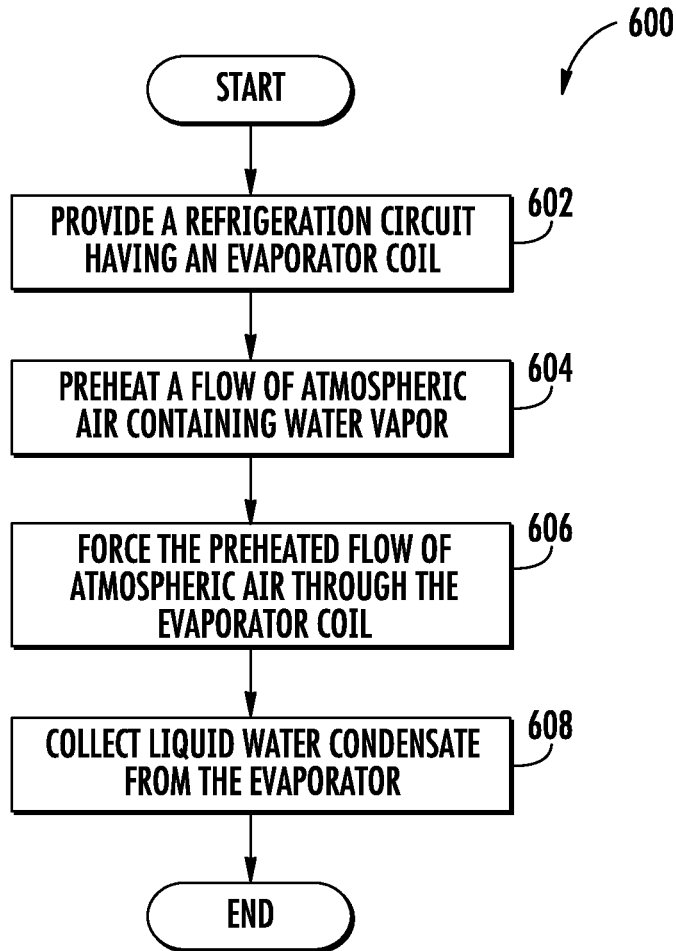 600
START
PROVIDE A REFRIGERATION CIRCUIT
HAVING AN EVAPORATOR COIL
602
PREHEAT A FLOW OF ATMOSPHERIC
AIR CONTAINING WATER VAPOR
604
FORCE THE PREHEATED FLOW OF
ATMOSPHERIC AIR THROUGH THE
EVAPORATOR COIL
606
COLLECT LIQUID WATER CONDENSATE
FROM THE EVAPORATOR
608
END